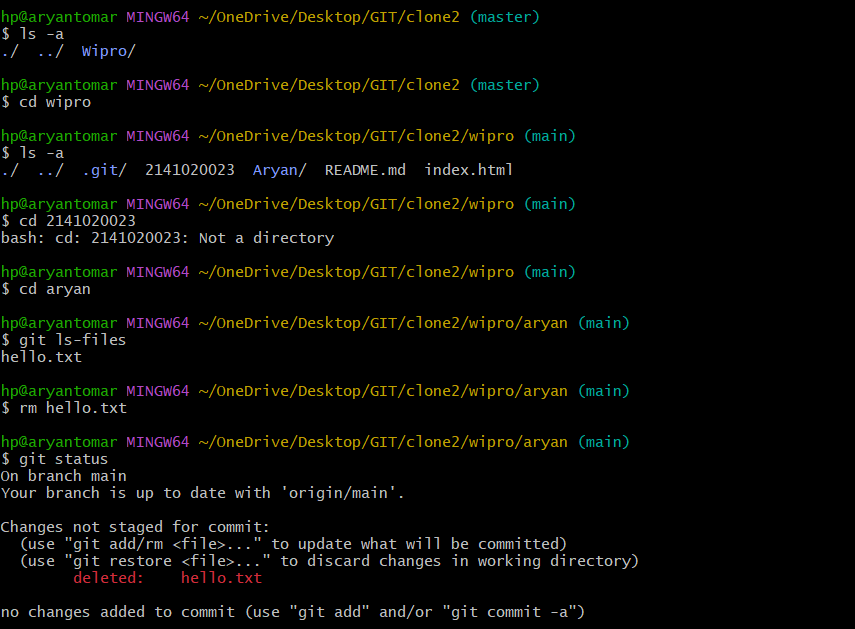 hp@aryantomar MINGW64 ~/OneDrive/Desktop/GIT/clone2 (master)
$ ls -a
./  ../  Wipro/
hp@aryantomar MINGW64 ~/OneDrive/Desktop/GIT/clone2 (master)
$ cd wipro
hp@aryantomar MINGW64 ~/OneDrive/Desktop/GIT/clone2/wipro (main)
$ ls -a
./  ../  .git/  2141020023  Aryan/  README.md  index.html
hp@aryantomar MINGW64 ~/OneDrive/Desktop/GIT/clone2/wipro (main)
$ cd 2141020023
bash: cd: 2141020023: Not a directory
hp@aryantomar MINGW64 ~/OneDrive/Desktop/GIT/clone2/wipro (main)
$ cd aryan
hp@aryantomar MINGW64 ~/OneDrive/Desktop/GIT/clone2/wipro/aryan (main)
$ git ls-files
hello.txt
hp@aryantomar MINGW64 ~/OneDrive/Desktop/GIT/clone2/wipro/aryan (main)
$ rm hello.txt
hp@aryantomar MINGW64 ~/OneDrive/Desktop/GIT/clone2/wipro/aryan (main)
$ git status
On branch main
Your branch is up to date with 'origin/main'.
Changes not staged for commit:
  (use "git add/rm <file>..." to update what will be committed)
  (use "git restore <file>..." to discard changes in working directory)
        deleted:    hello.txt
no changes added to commit (use "git add" and/or "git commit -a")